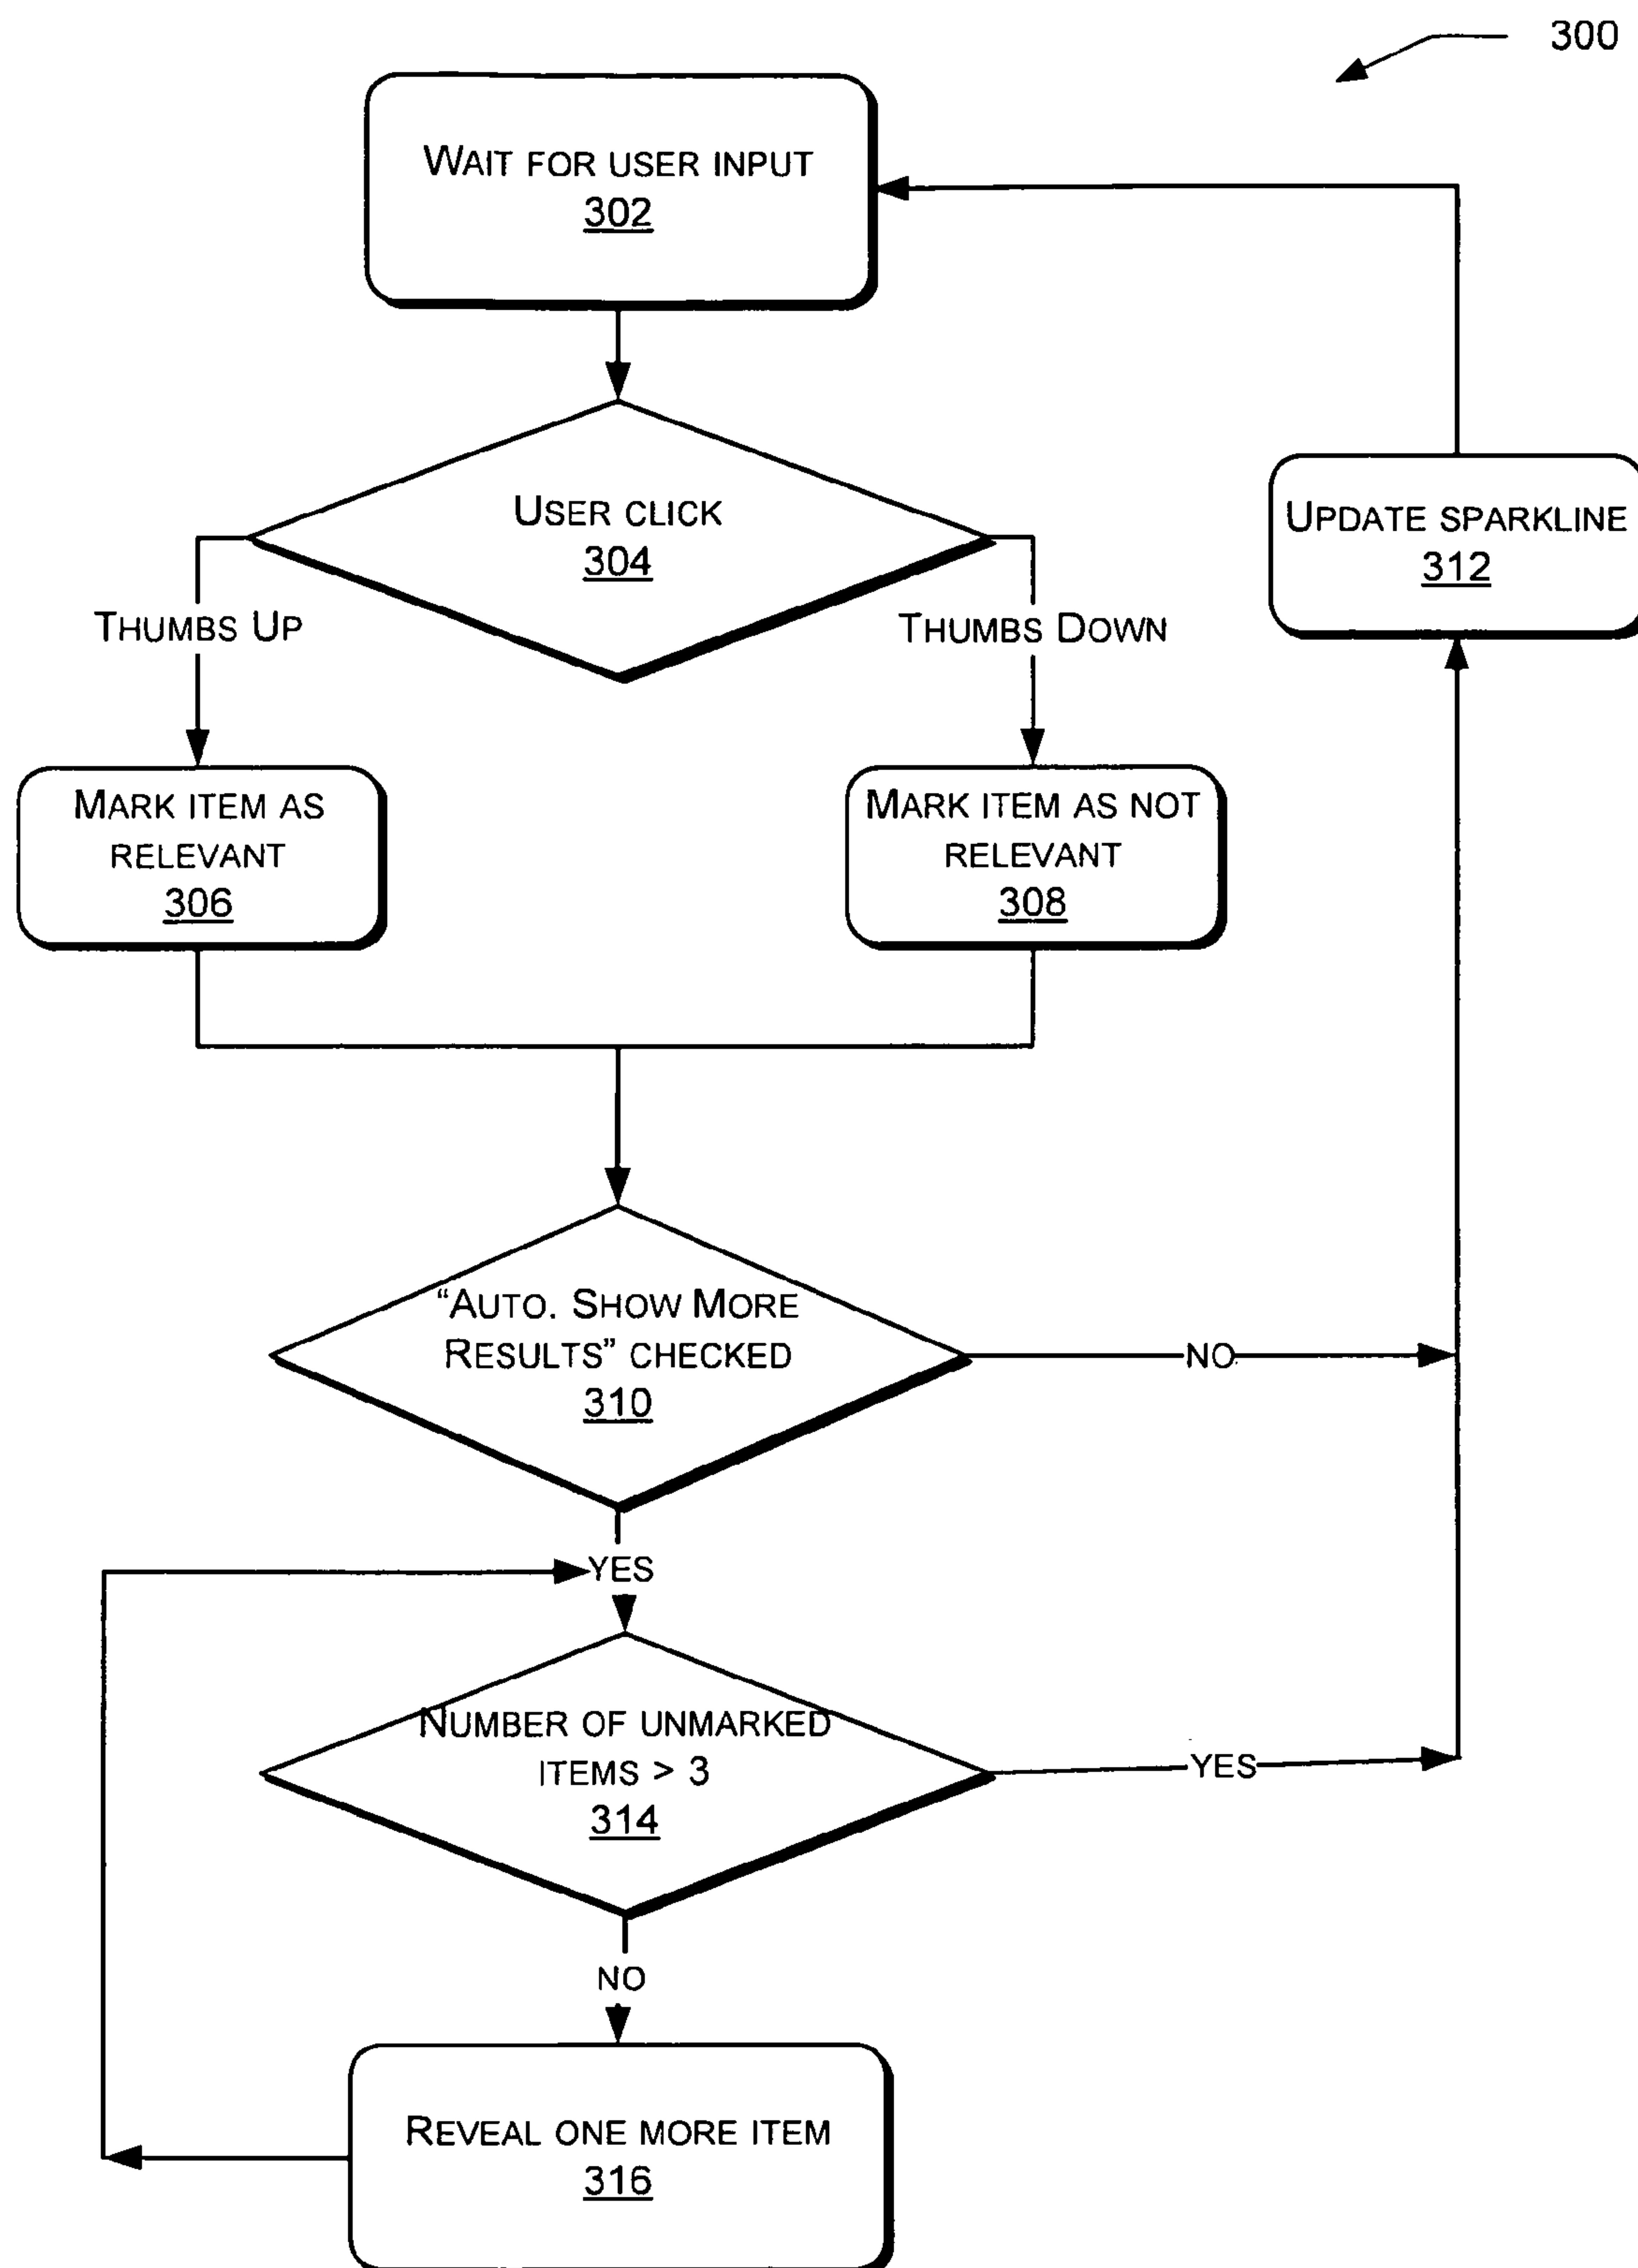 300
WAIT FOR USER INPUT
302
USER CLICK
304
UPDATE SPARKLINE
312
THUMBS UP
THUMBS DOWN
MARK ITEM AS
RELEVANT
306
MARK ITEM AS NOT
RELEVANT
308
“AUTO. SHOW MORE
RESULTS” CHECKED
310
NO
YES
NUMBER OF UNMARKED
ITEMS > 3
314
YES
NO
REVEAL ONE MORE ITEM
316